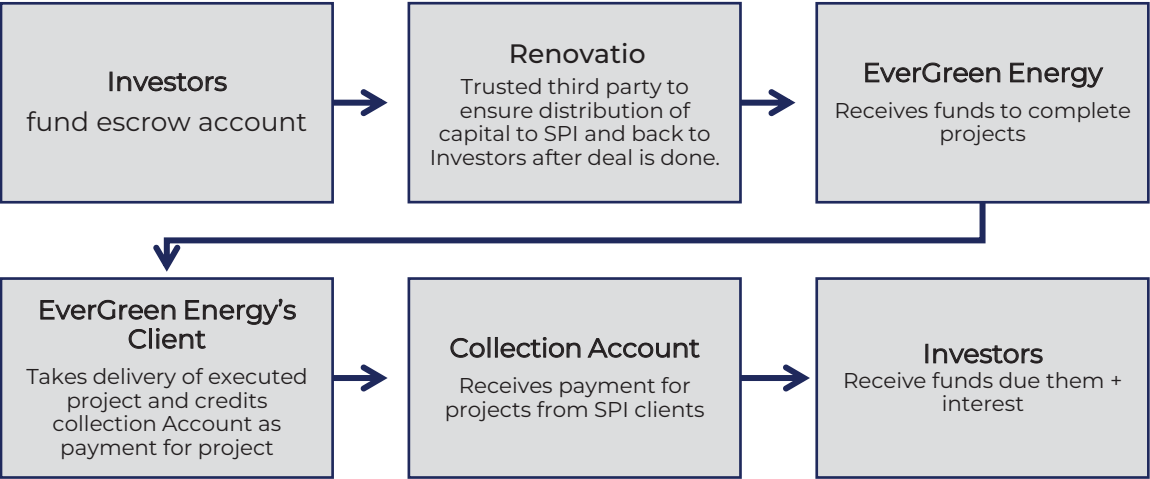 Investors
fund escrow account
Renovatio
Trusted third party to
ensure distribution of
capital to SPI and back to
Investors after deal is done.
EverGreen Energy
Receives funds to complete
projects
EverGreen Energy's
Client
Takes delivery of executed
project and credits
collection Account as
payment for project
Collection Account
Receives payment for
projects from SPI clients
Investors
Receive funds due them +
interest